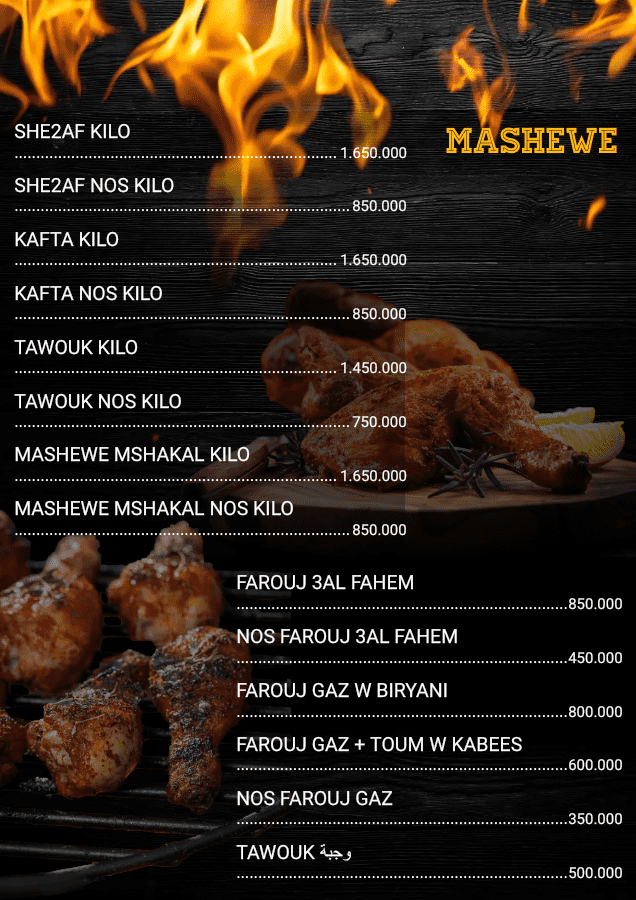 MASHEWE
SHE2AF KILO
........................................................................ 1.650.000
SHE2AF NOS KILO
........................................................................... 850.000
KAFTA KILO
........................................................................ 1.650.000
KAFTA NOS KILO
........................................................................... 850.000
TAWOUK KILO
........................................................................ 1.450.000
TAWOUK NOS KILO
........................................................................... 750.000
MASHEWE MSHAKAL KILO
........................................................................ 1.650.000
MASHEWE MSHAKAL NOS KILO
........................................................................... 850.000
FAROUJ 3AL FAHEM
..........................................................................850.000
NOS FAROUJ 3AL FAHEM
..........................................................................450.000
FAROUJ GAZ W BIRYANI
..........................................................................800.000
FAROUJ GAZ + TOUM W KABEES
..........................................................................600.000
NOS FAROUJ GAZ
..........................................................................350.000
TAWOUK وجبة
..........................................................................500.000